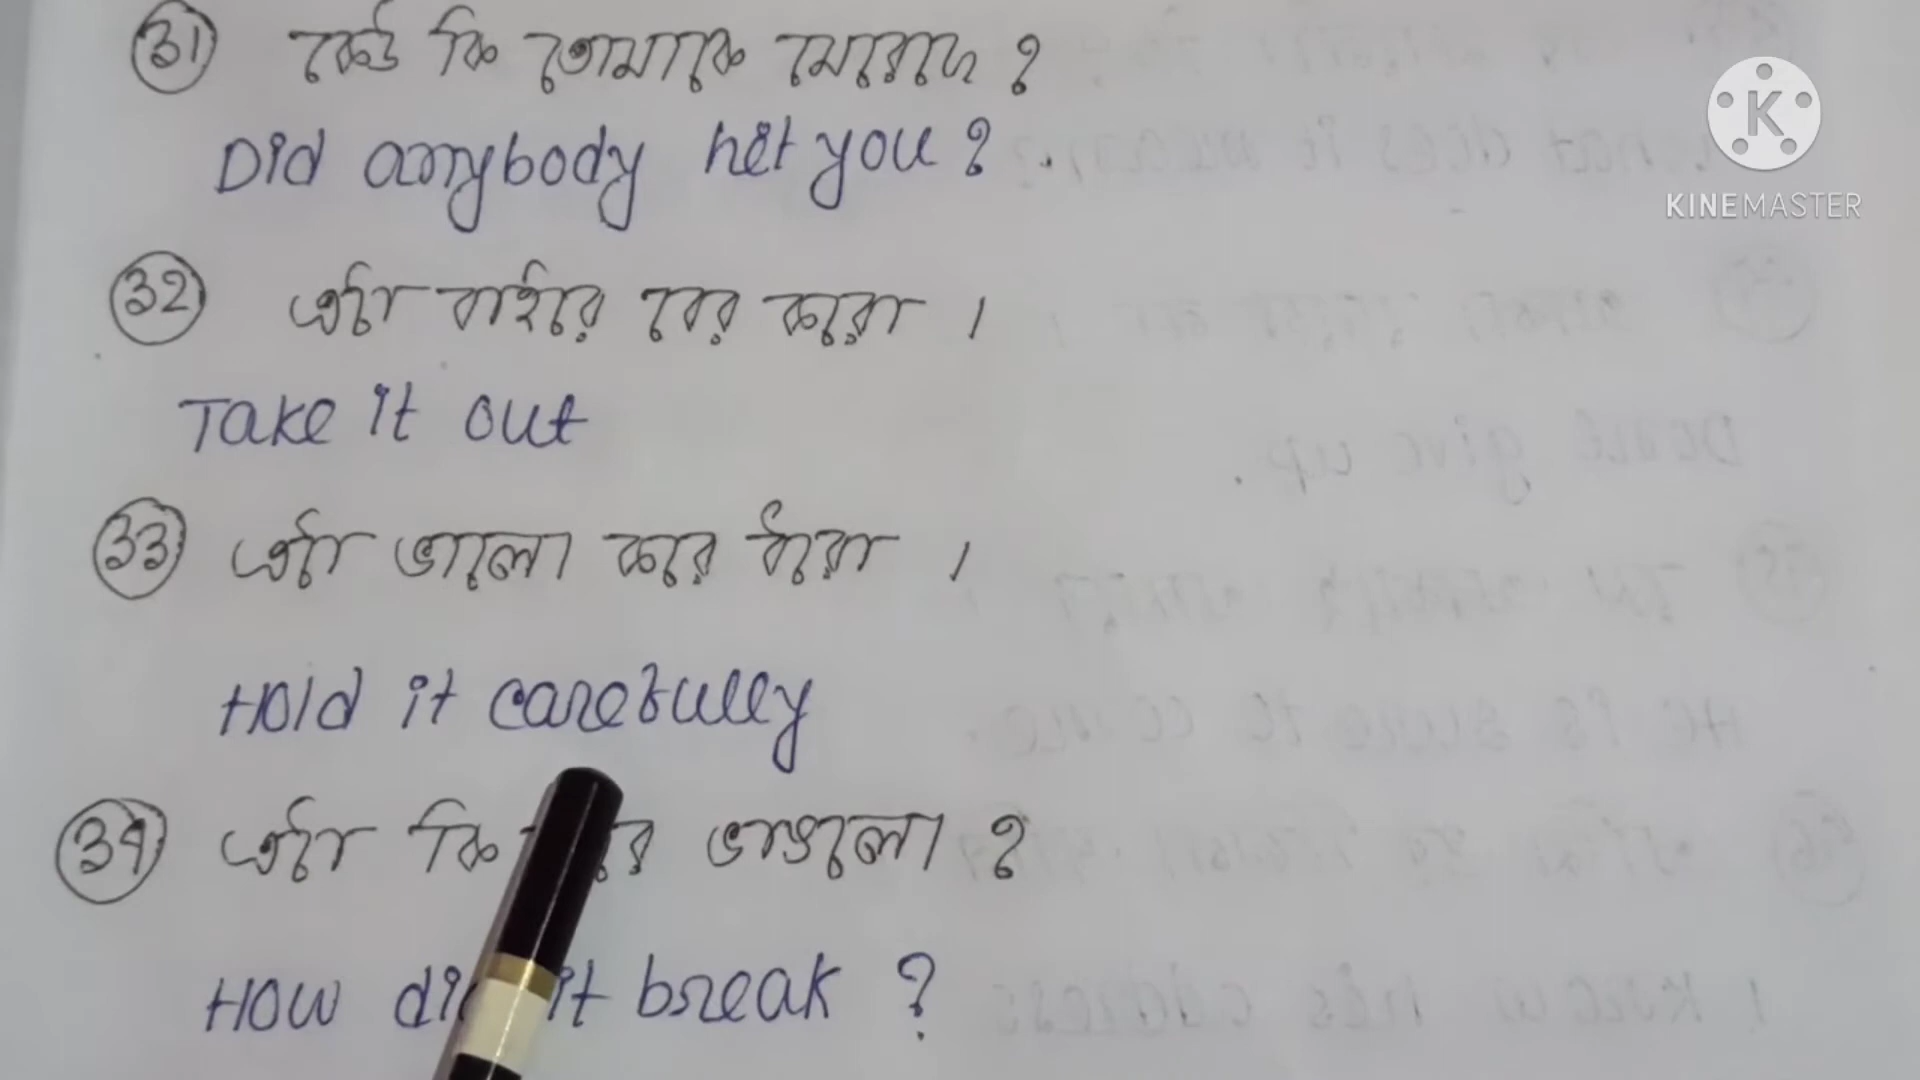 31 কেউ কি তোমাকে মেরেছে ?
Did anybody hit you ?
32 এটা বাইরে বের করো ।
Take it out
33 এটা ভালো করে ধরো ।
Hold it carefully
34 এটা কি ভাঙলো ?
How it break ?
K
KINEMASTER